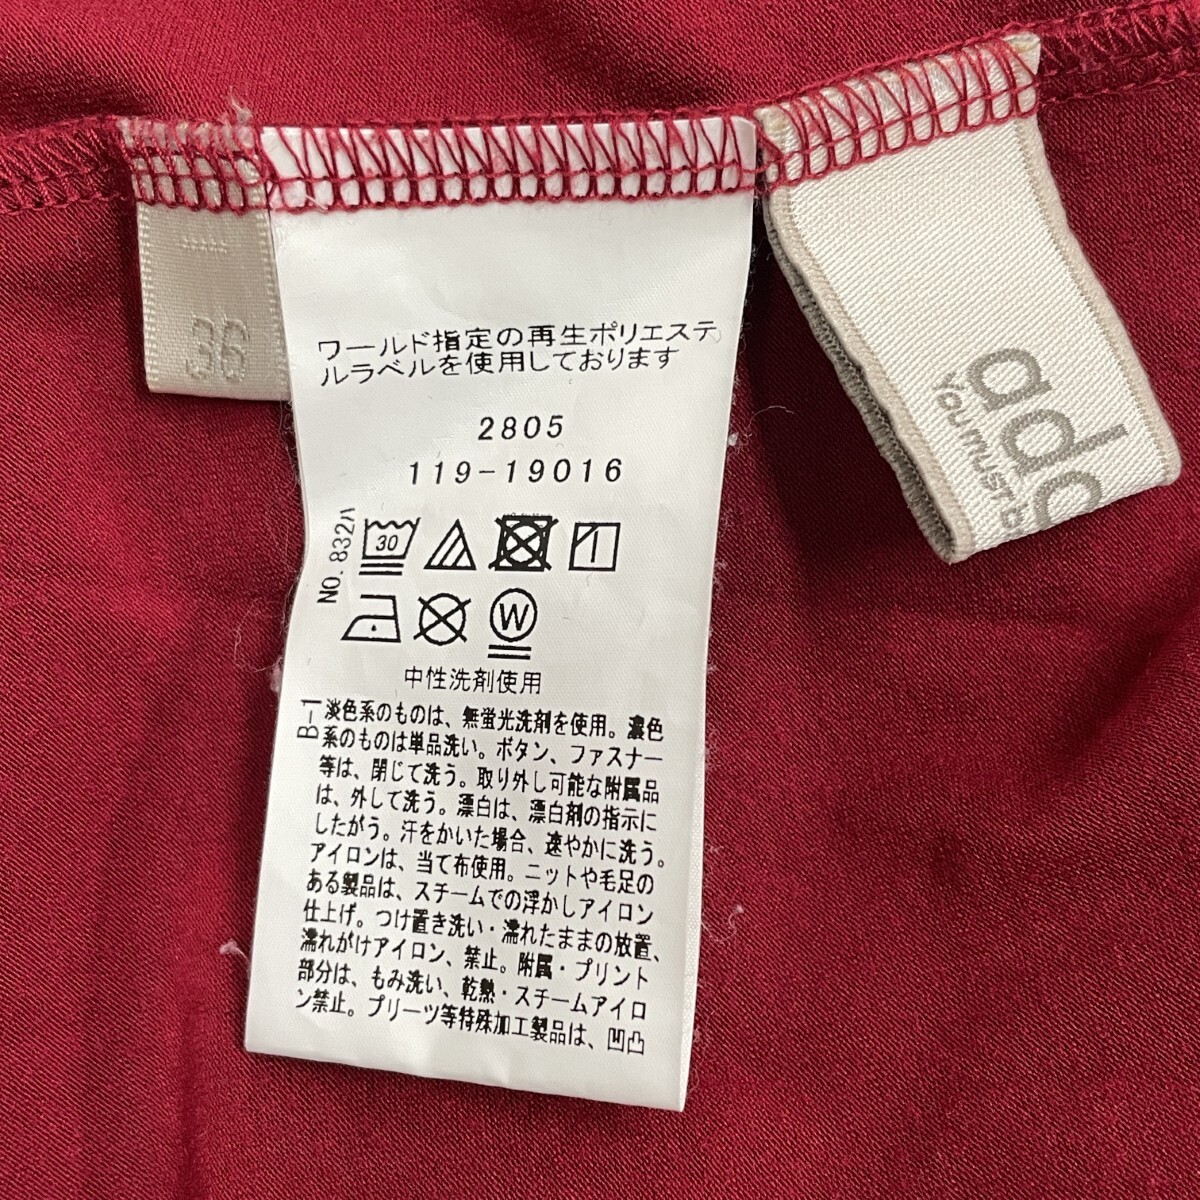 36
ワールド指定の再生ポリエステ
ルラベルを使用しております
2805
119-19016
NO. 832ハ
30
W
中性洗剤使用
B-1
淡色系のものは、無蛍光洗剤を使用。濃色
系のものは単品洗い。ボタン、ファスナー
等は、閉じて洗う。取り外し可能な附属品
は、外して洗う。漂白は、漂白剤の指示に
したがう。汗をかいた場合、速やかに洗う。
アイロンは、当て布使用。ニットや毛足の
ある製品は、スチームでの浮かしアイロン
仕上げ。つけ置き洗い・濡れたままの放置、
濡れがけアイロン、禁止。附属・プリント
部分は、もみ洗い、乾熱・スチームアイロ
ン禁止。プリーツ等特殊加工製品は、凹凸
YOU MUST